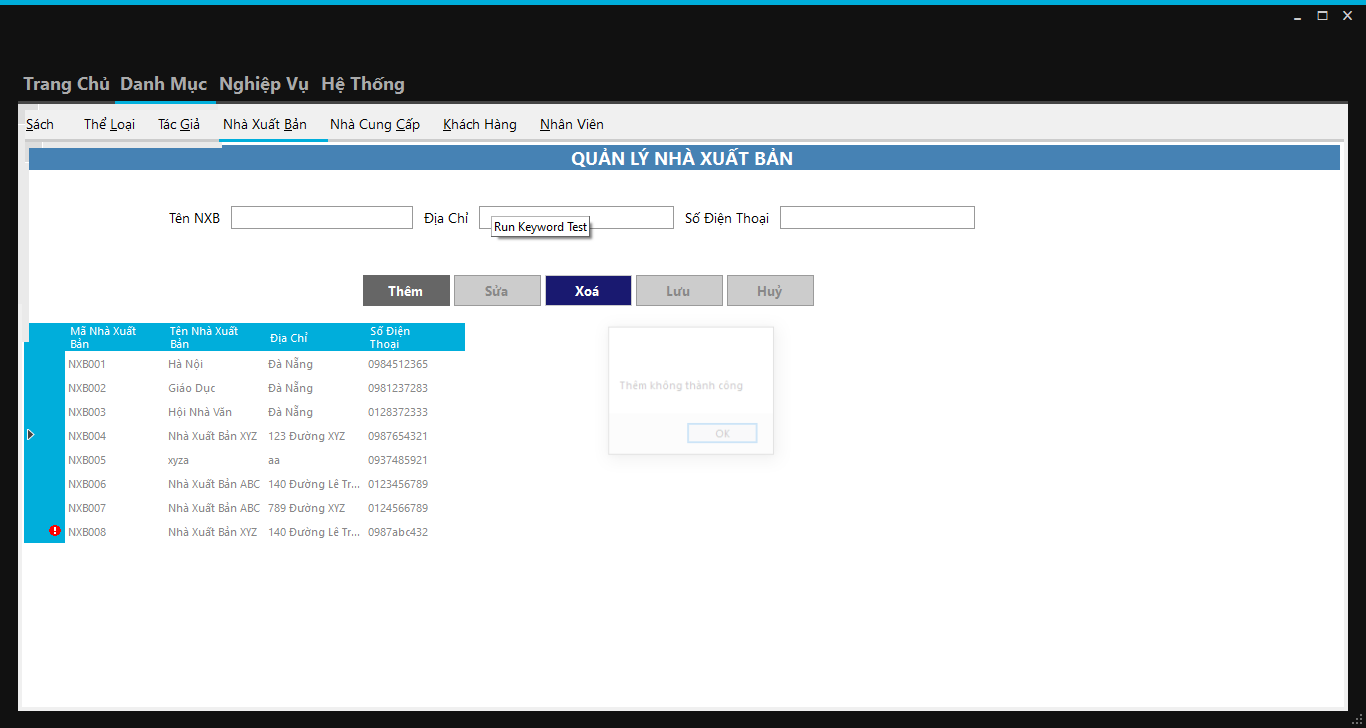 Trang Chủ Danh Mục Nghiệp Vụ Hệ Thống
Sách Thể Loại Tác Giả Nhà Xuất Bản Nhà Cung Cấp Khách Hàng Nhân Viên
QUẢN LÝ NHÀ XUẤT BẢN
Tên NXB Địa Chỉ Số Điện Thoại
Run Keyword Test
Thêm Sửa Xoá Lưu Huỷ
Mã Nhà Xuất Bản Tên Nhà Xuất Bản Địa Chỉ Số Điện Thoại
NXB001 Hà Nội Đà Nẵng 0984512365
NXB002 Giáo Dục Đà Nẵng 0981237283
NXB003 Hội Nhà Văn Đà Nẵng 0128372333
NXB004 Nhà Xuất Bản XYZ 123 Đường XYZ 0987654321
NXB005 xyza aa 0937485921
NXB006 Nhà Xuất Bản ABC 140 Đường Lê Tr... 0123456789
NXB007 Nhà Xuất Bản ABC 789 Đường XYZ 0124566789
NXB008 Nhà Xuất Bản XYZ 140 Đường Lê Tr... 0987abc432
Thêm không thành công
OK